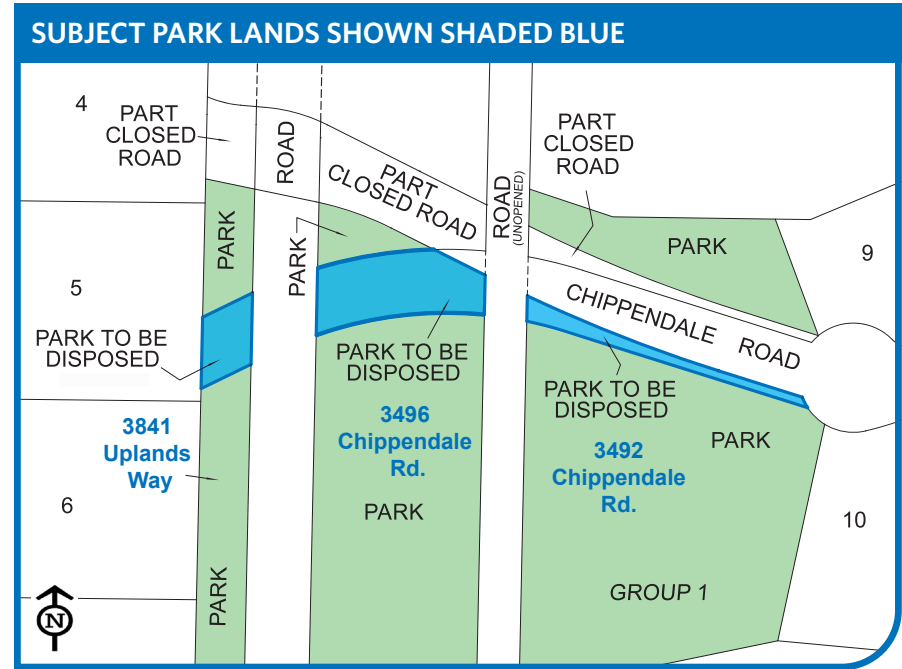 SUBJECT PARK LANDS SHOWN SHADED BLUE
4
PART
CLOSED
ROAD
ROAD
PART
CLOSED ROAD
ROAD
(UNOPENED)
PART
CLOSED
ROAD
PARK
PARK
PARK
9
5
CHIPPENDALE ROAD
PARK TO BE
DISPOSED
PARK TO BE
DISPOSED
PARK TO BE
DISPOSED
3841
Uplands
Way
3496
Chippendale
Rd.
3492
Chippendale
Rd.
PARK
6
PARK
10
PARK
GROUP 1
N